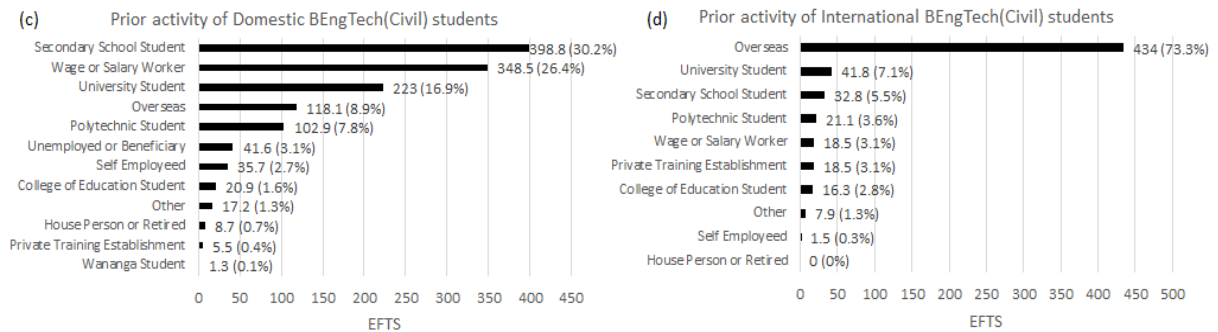 (c) Prior activity of Domestic BEngTech(Civil) students
Secondary School Student 398.8 (30.2%)
Wage or Salary Worker 348.5 (26.4%)
University Student 223 (16.9%)
Overseas 118.1 (8.9%)
Polytechnic Student 102.9 (7.8%)
Unemployed or Beneficiary 41.6 (3.1%)
Self Employeed 35.7 (2.7%)
College of Education Student 20.9 (1.6%)
Other 17.2 (1.3%)
House Person or Retired 8.7 (0.7%)
Private Training Establishment 5.5 (0.4%)
Wananga Student 1.3 (0.1%)
0 50 100 150 200 250 300 350 400 450
EFTS
(d) Prior activity of International BEngTech(Civil) students
Overseas 434 (73.3%)
University Student 41.8 (7.1%)
Secondary School Student 32.8 (5.5%)
Polytechnic Student 21.1 (3.6%)
Wage or Salary Worker 18.5 (3.1%)
Private Training Establishment 18.5 (3.1%)
College of Education Student 16.3 (2.8%)
Other 7.9 (1.3%)
Self Employeed 1.5 (0.3%)
House Person or Retired 0 (0%)
0 50 100 150 200 250 300 350 400 450 500
EFTS